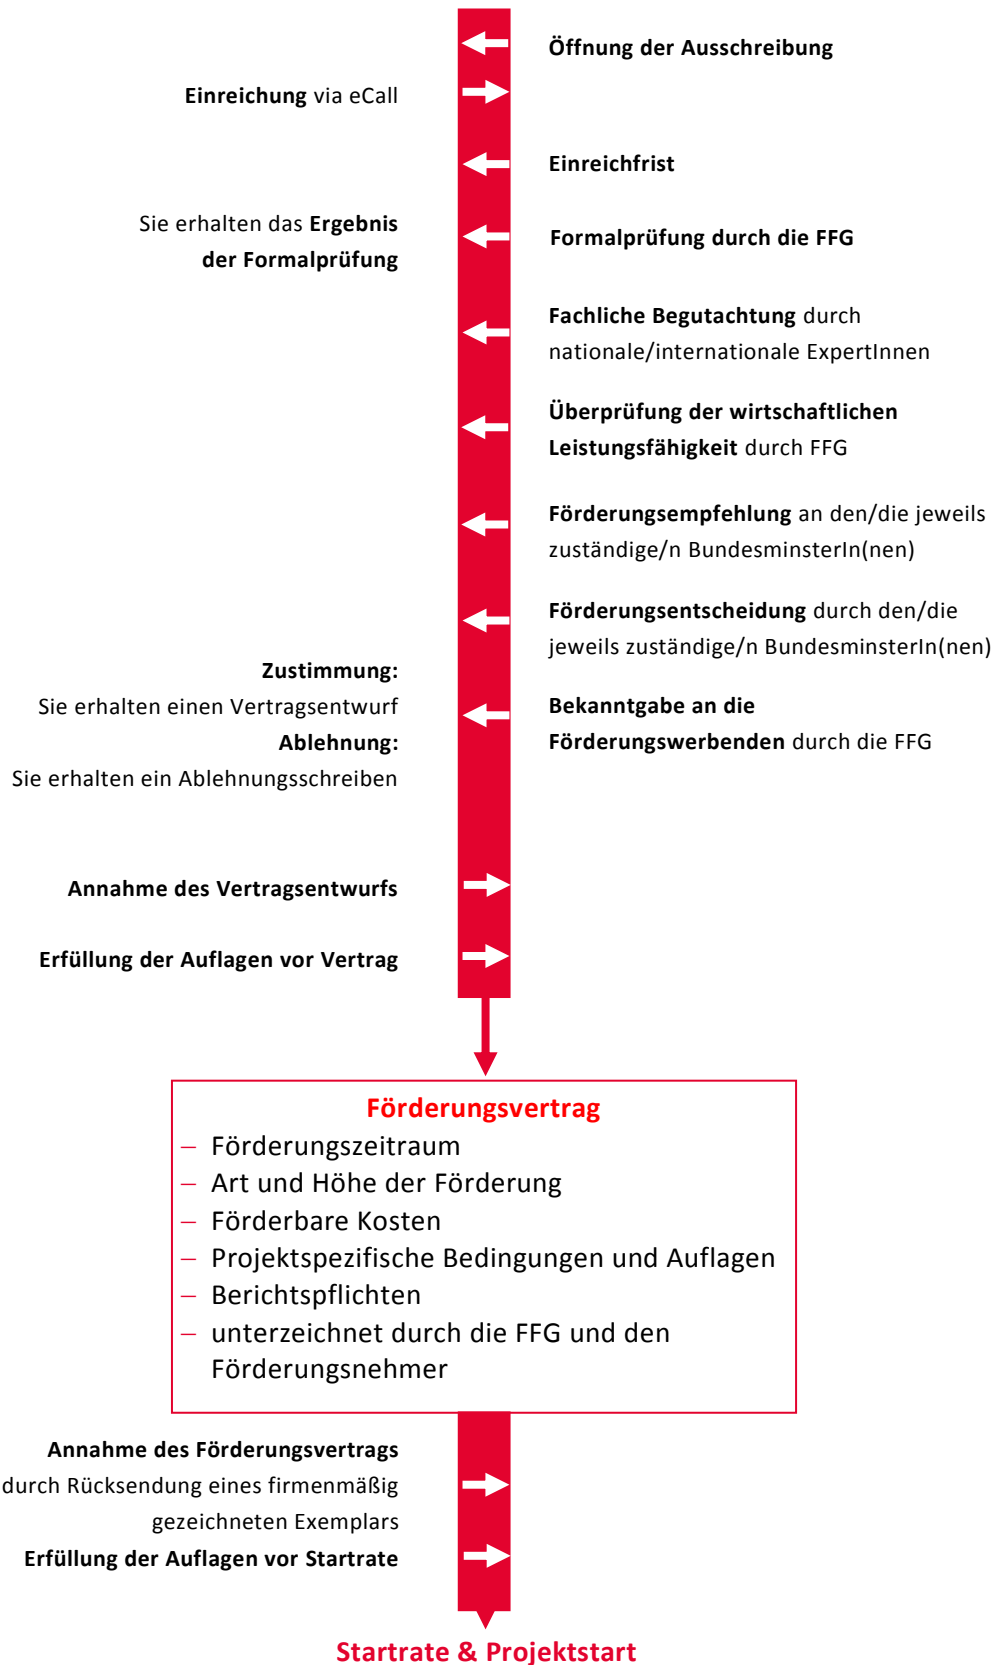 Öffnung der Ausschreibung
Einreichung via eCall
Einreichfrist
Sie erhalten das Ergebnis
der Formalprüfung
Formalprüfung durch die FFG
Fachliche Begutachtung durch
nationale/internationale ExpertInnen
Überprüfung der wirtschaftlichen
Leistungsfähigkeit durch FFG
Förderungsempfehlung an den/die jeweils
zuständige/n BundesminsterIn(nen)
Förderungsentscheidung durch den/die
jeweils zuständige/n BundesminsterIn(nen)
Zustimmung:
Sie erhalten einen Vertragsentwurf
Ablehnung:
Sie erhalten ein Ablehnungsschreiben
Bekanntgabe an die
Förderungswerbenden durch die FFG
Annahme des Vertragsentwurfs
Erfüllung der Auflagen vor Vertrag
Förderungsvertrag
– Förderungszeitraum
– Art und Höhe der Förderung
– Förderbare Kosten
– Projektspezifische Bedingungen und Auflagen
– Berichtspflichten
– unterzeichnet durch die FFG und den
Förderungsnehmer
Annahme des Förderungsvertrags
durch Rücksendung eines firmenmäßig
gezeichneten Exemplars
Erfüllung der Auflagen vor Startrate
Startrate & Projektstart